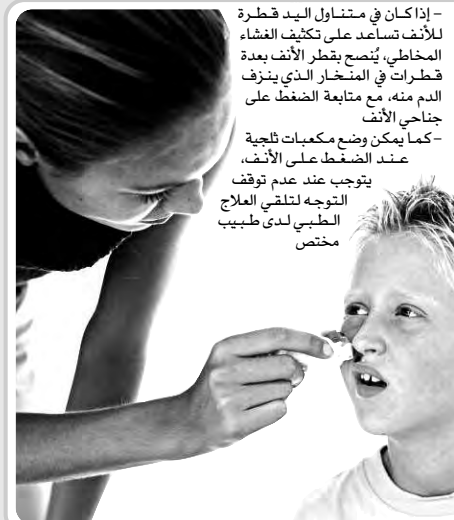 – إذا كان في متناول اليد قطرة
للأنف تساعد على تكثيف الغشاء
المخاطي، يُنصح بقطر الأنف بعدة
قطرات في المنخار الذي ينزف
الدم منه، مع متابعة الضغط على
جناحي الأنف
– كما يمكن وضع مكعبات ثلجية
عند الضغط على الأنف،
يتوجب عند عدم توقف
التوجه لتلقي العلاج
الطبي لدى طبيب
مختص